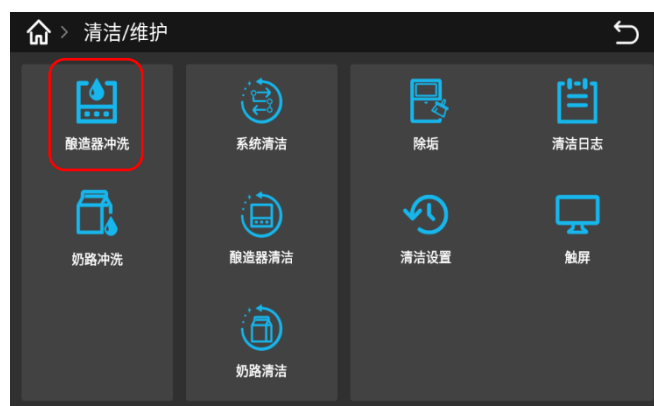 清洁/维护
酿造器冲洗
系统清洁
除垢
清洁日志
奶路冲洗
酿造器清洁
清洁设置
触屏
奶路清洁